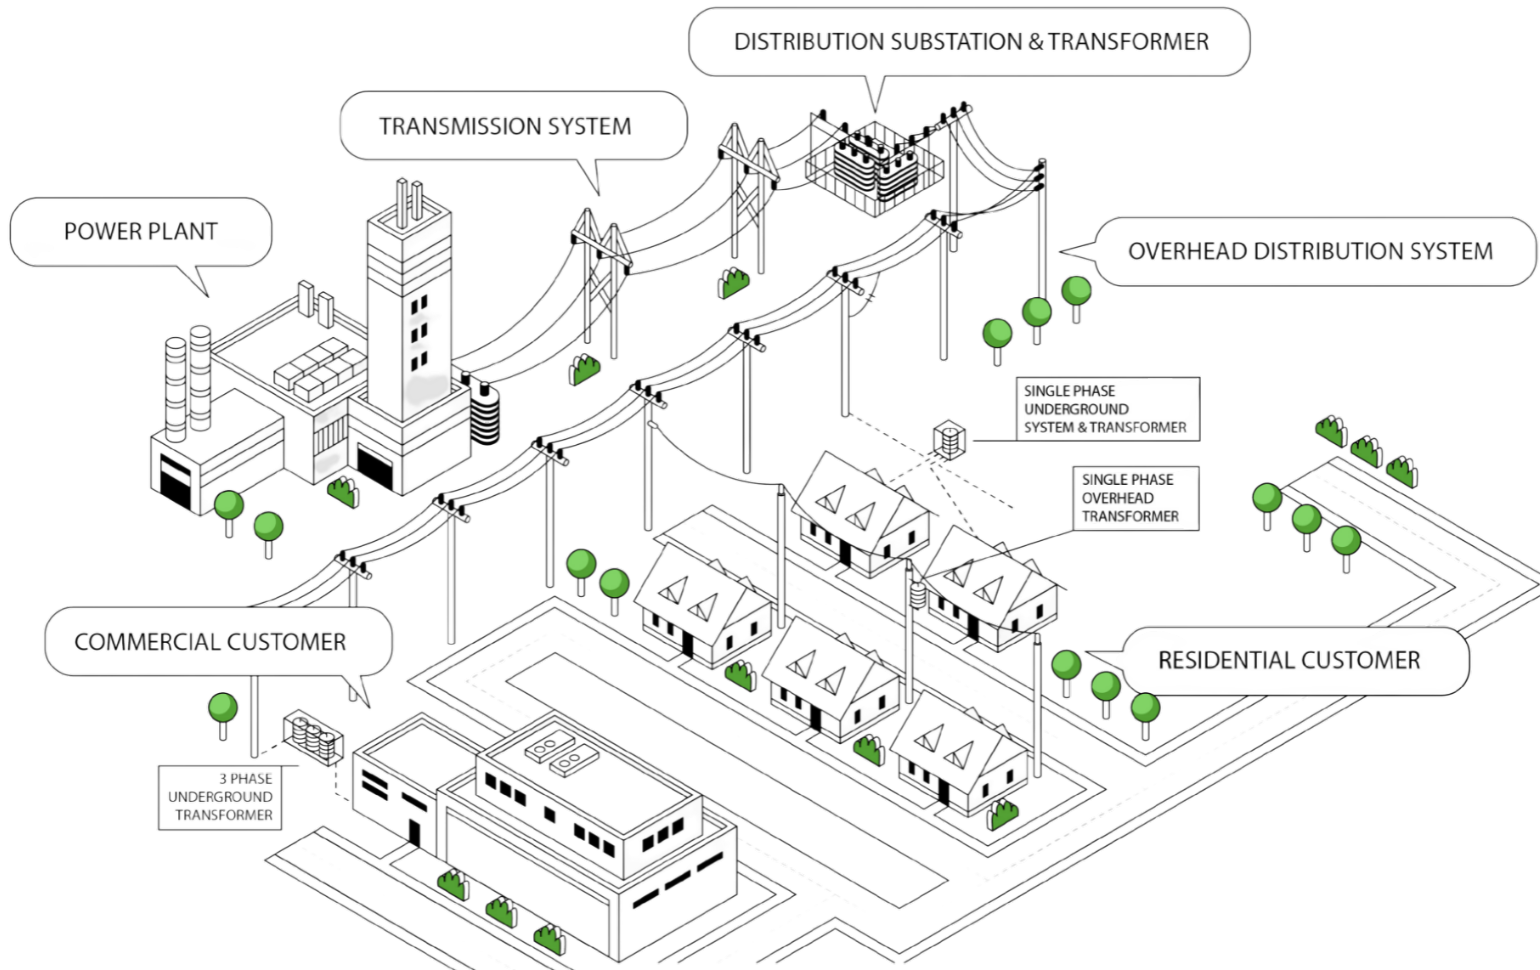 DISTRIBUTION SUBSTATION & TRANSFORMER
TRANSMISSION SYSTEM
POWER PLANT
OVERHEAD DISTRIBUTION SYSTEM
SINGLE PHASE
UNDERGROUND
SYSTEM & TRANSFORMER
SINGLE PHASE
OVERHEAD
TRANSFORMER
COMMERCIAL CUSTOMER
RESIDENTIAL CUSTOMER
3 PHASE
UNDERGROUND
TRANSFORMER